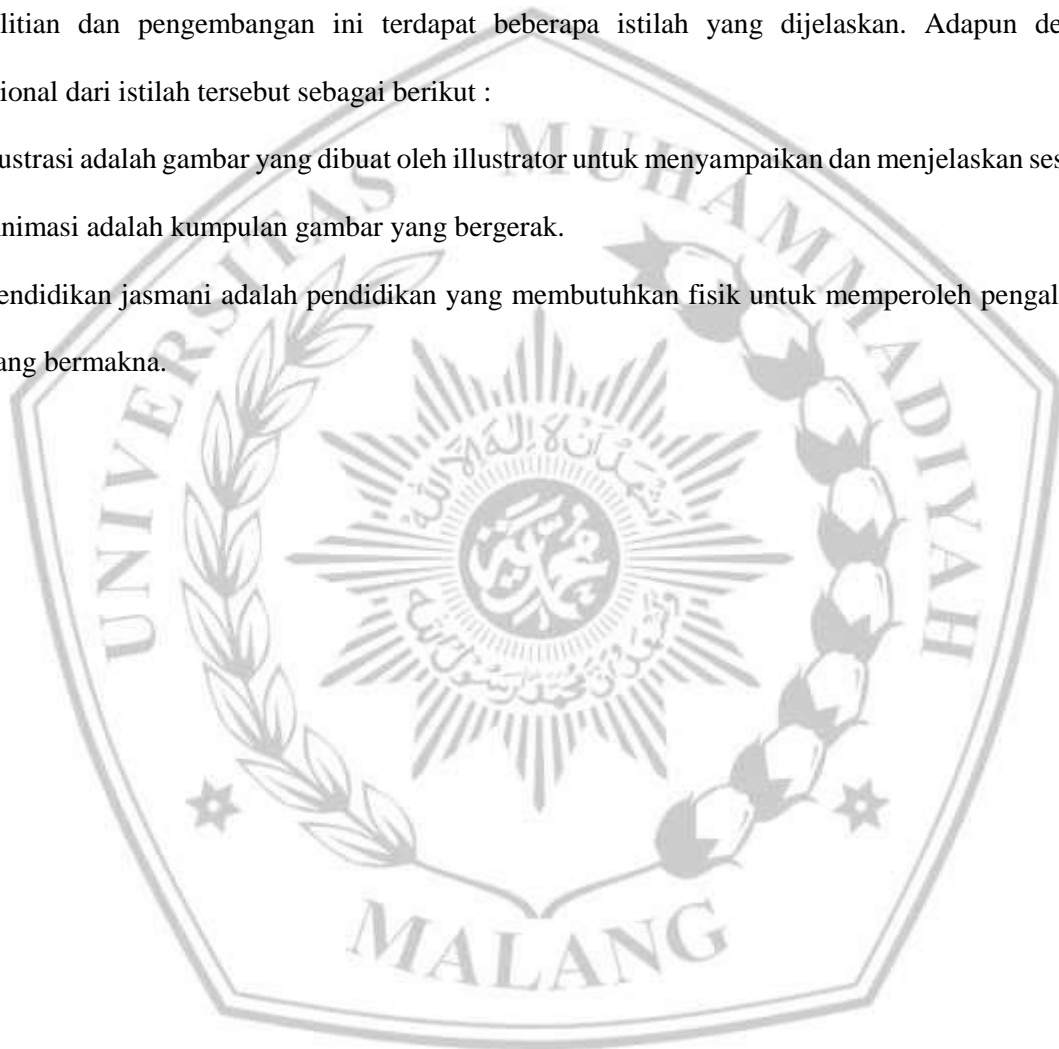 litian dan pengembangan ini terdapat beberapa istilah yang dijelaskan. Adapun de
ional dari istilah tersebut sebagai berikut :
ustrasi adalah gambar yang dibuat oleh illustrator untuk menyampaikan dan menjelaskan ses
nimasi adalah kumpulan gambar yang bergerak.
endidikan jasmani adalah pendidikan yang membutuhkan fisik untuk memperoleh pengal
ang bermakna.
UNIVERSITAS MUHAMMADIYAH
MALANG